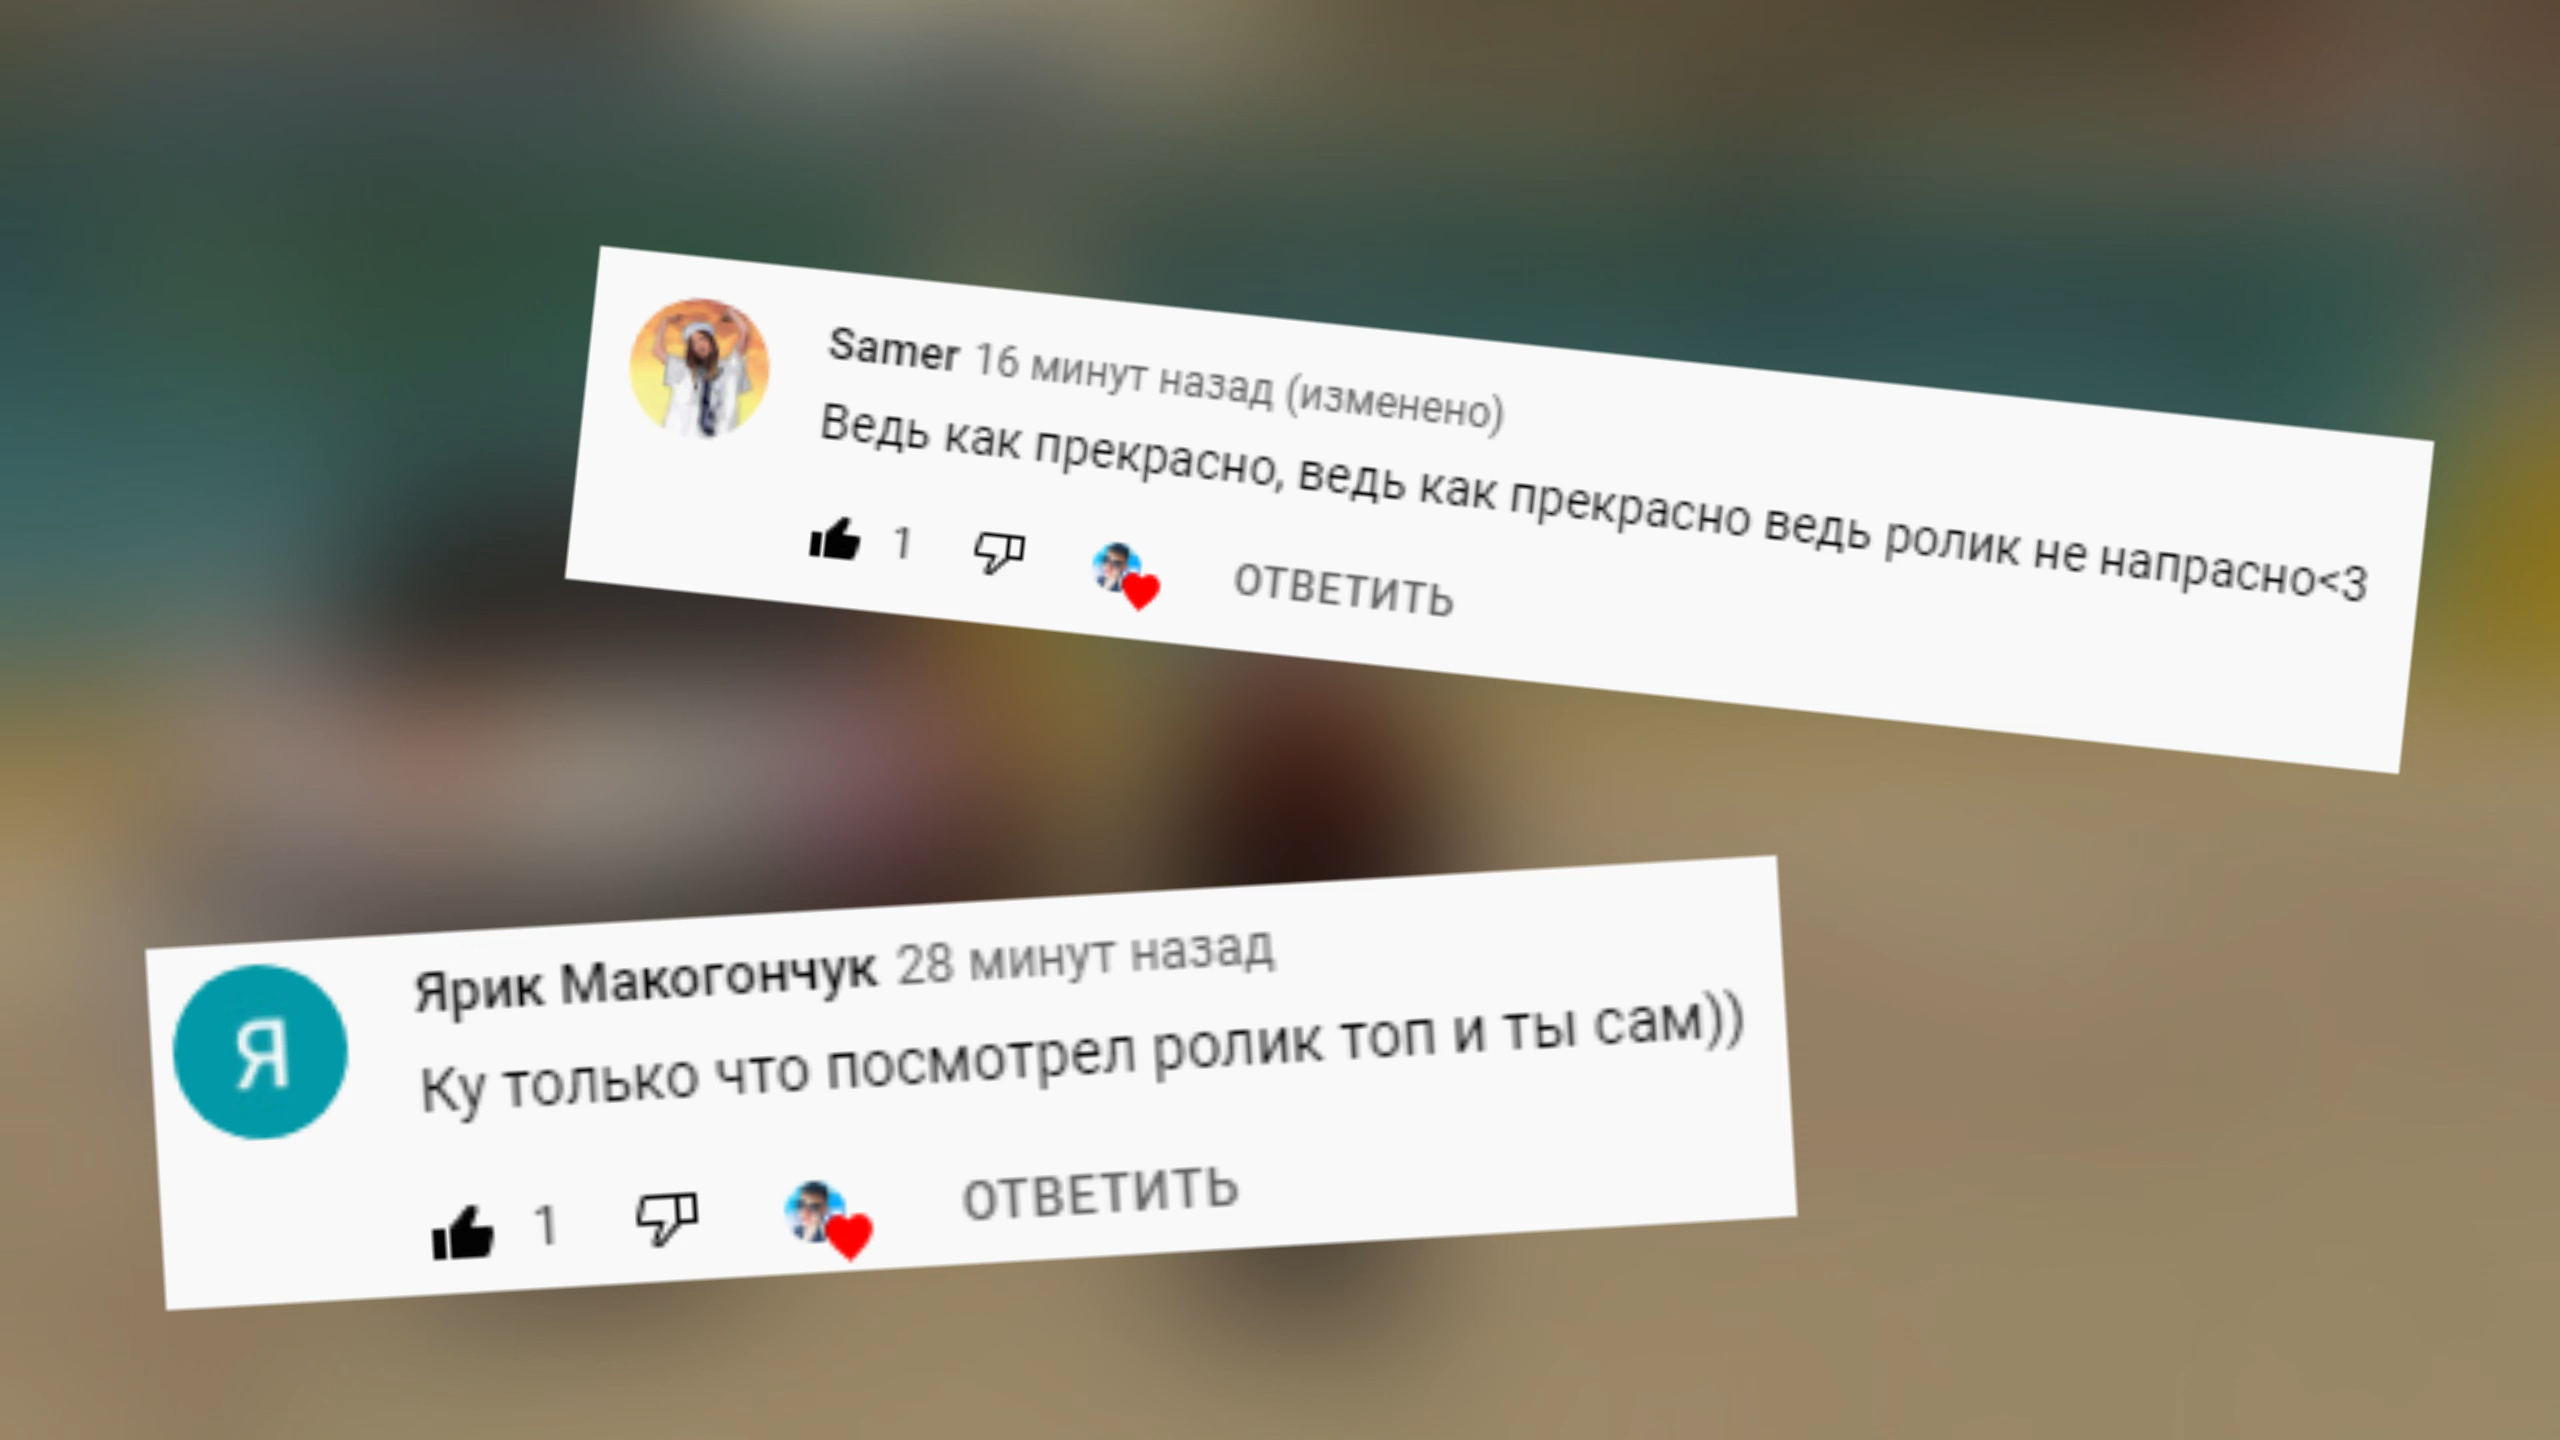 Samer 16 минут назад (изменено)
Ведь как прекрасно, ведь как прекрасно ведь ролик не напрасно<3
1 ОТВЕТИТЬ
Я
Ярик Макогончук 28 минут назад
Ку только что посмотрел ролик топ и ты сам))
1 ОТВЕТИТЬ